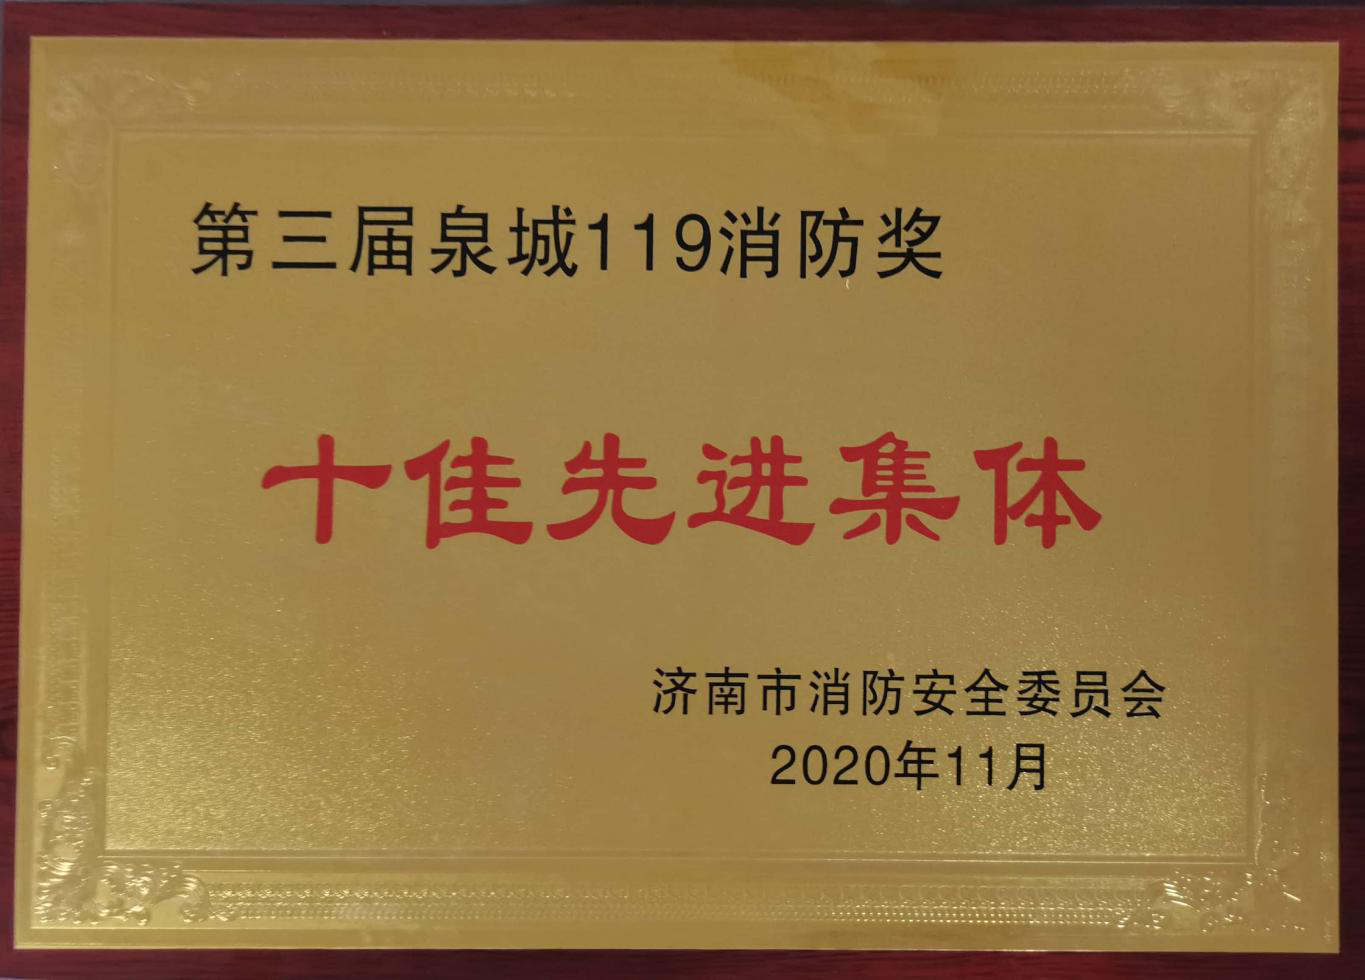 第三届泉城119消防奖
十佳先进集体
济南市消防安全委员会
2020年11月